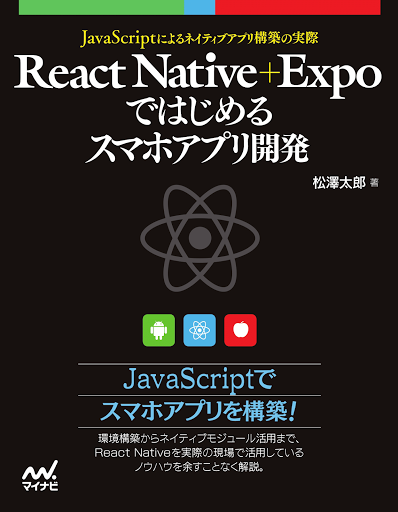 JavaScriptによるネイティブアプリ構築の実際
React Native+Expo
ではじめる
スマホアプリ開発
松澤太郎 著
JavaScriptで
スマホアプリを構築!
環境構築からネイティブモジュール活用まで、
React Nativeを実際の現場で活用している
ノウハウを余すことなく解説。
マイナビ